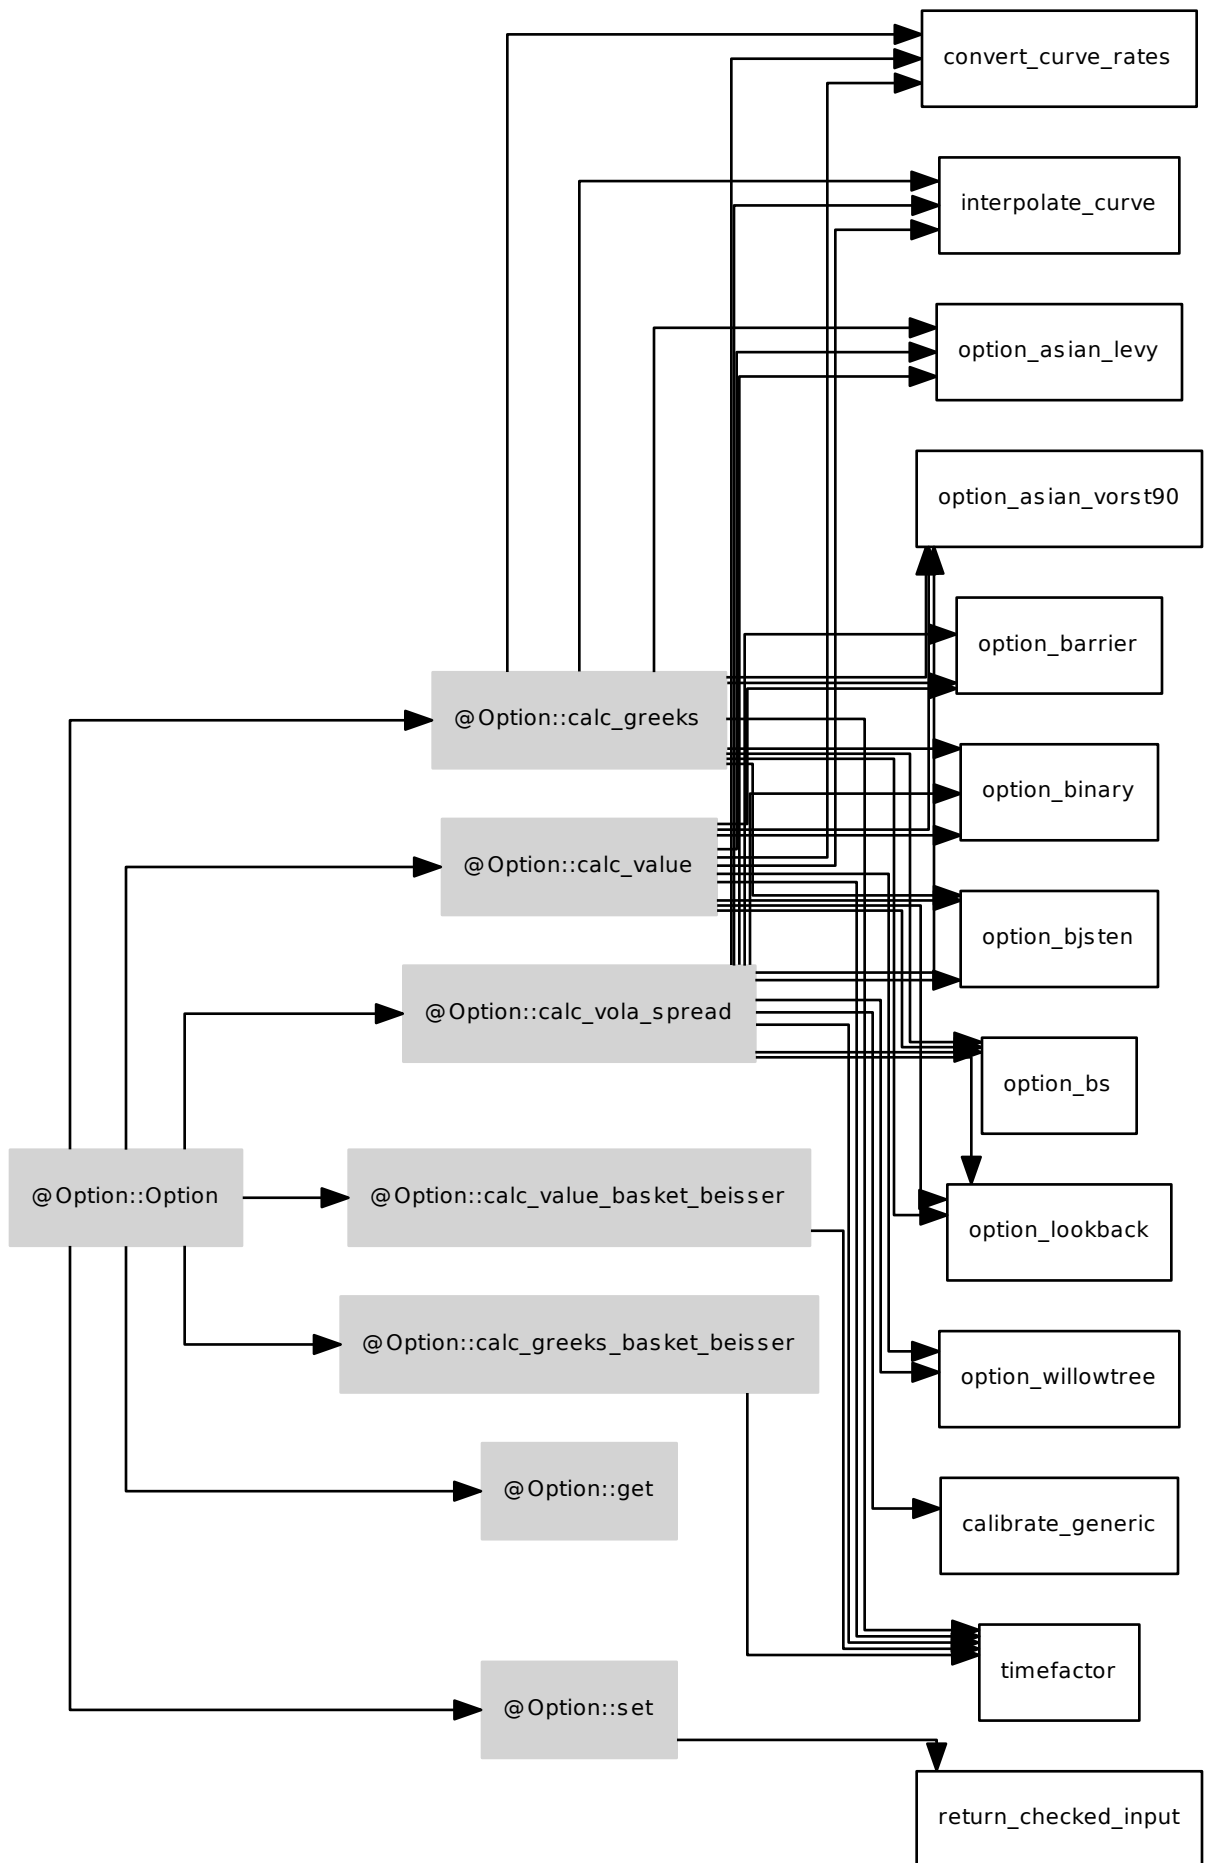 convert_curve_rates
interpolate_curve
option_asian_levy
option_asian_vorst90
option_barrier
@Option::calc_greeks
option_binary
@Option::calc_value
option_bjsten
@Option::calc_vola_spread
option_bs
@Option::Option
@Option::calc_value_basket_beisser
option_lookback
@Option::calc_greeks_basket_beisser
option_willowtree
@Option::get
calibrate_generic
timefactor
@Option::set
return_checked_input